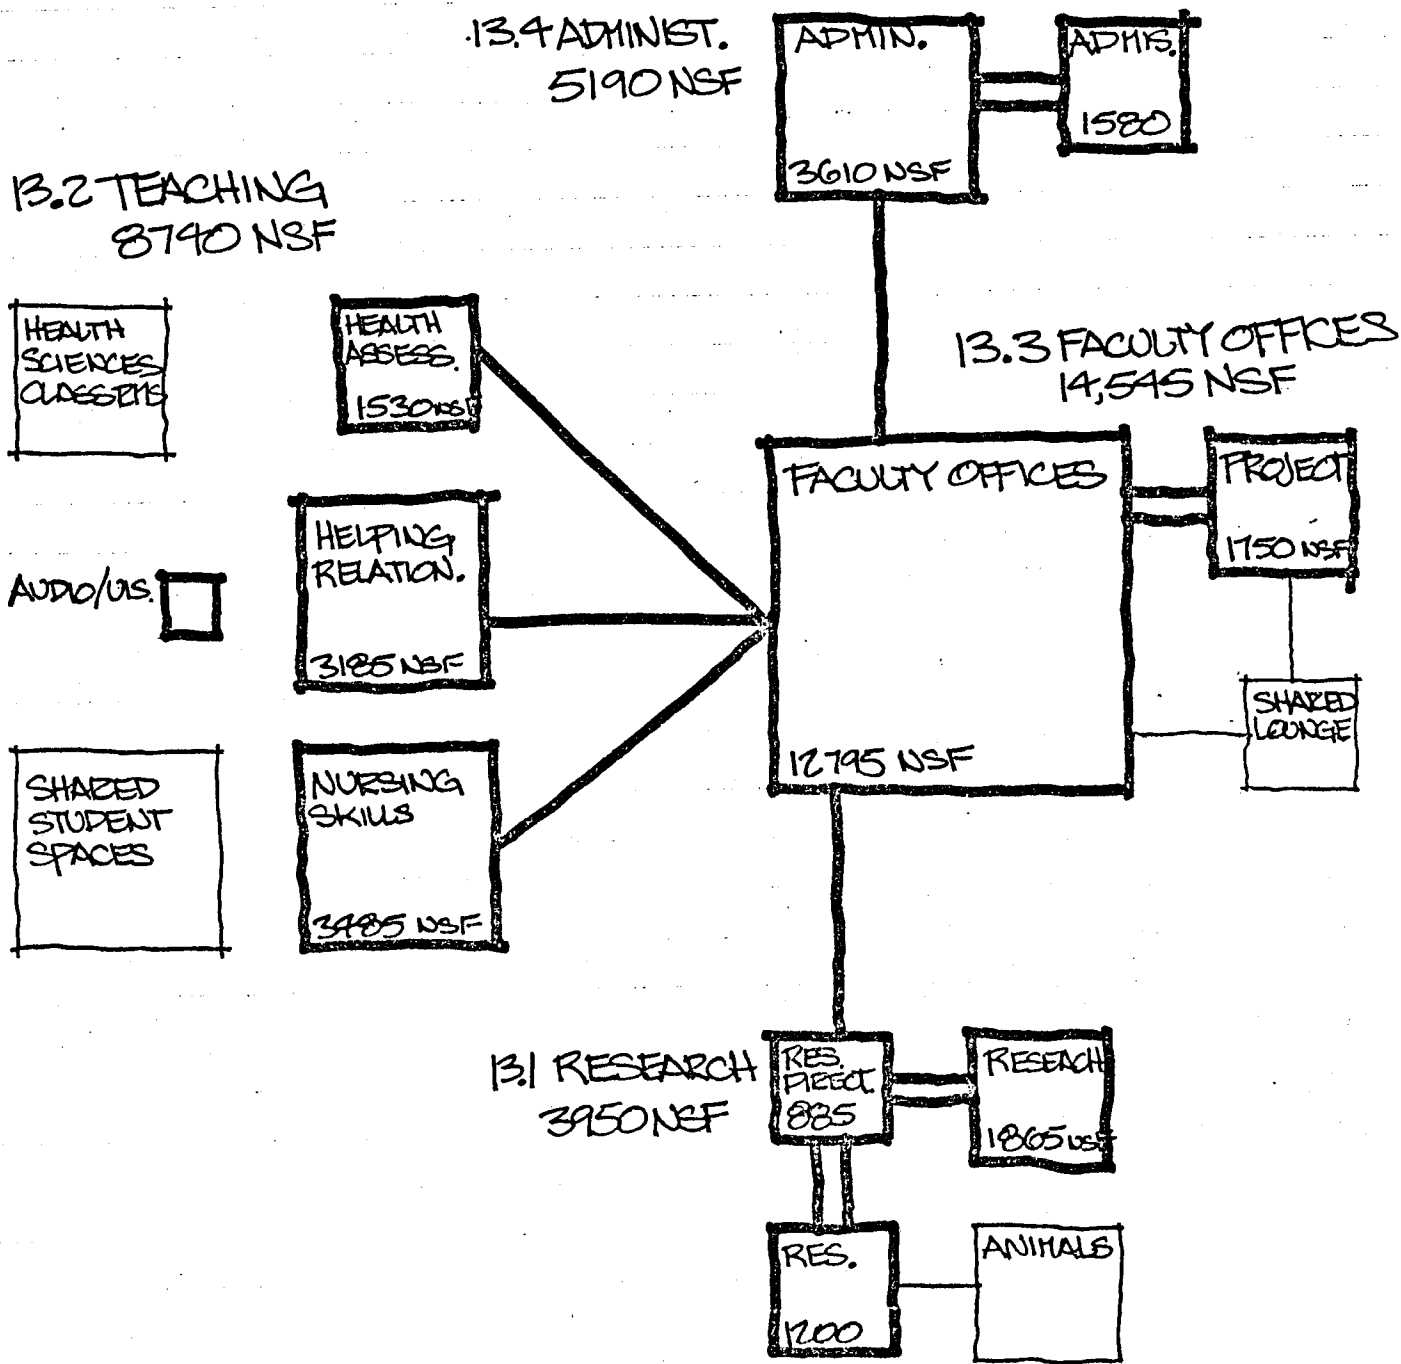 13.4 ADMINIST.
5190 NSF
ADMIN.
3610 NSF
ADMIS.
1580
13.2 TEACHING
8740 NSF
HEALTH
SCIENCES
CLASSRMS
HEALTH
ASSESS.
1530 NSF
13.3 FACULTY OFFICES
14,545 NSF
FACULTY OFFICES
12795 NSF
PROJECT
1750 NSF
HELPING
RELATION.
3185 NSF
AUDIO/VIS.
SHARED
LOUNGE
SHARED
STUDENT
SPACES
NURSING
SKILLS
3485 NSF
13.1 RESEARCH
3950 NSF
RES.
DIRECT.
885
RESEACH
1865 NSF
RES.
1200
ANIMALS